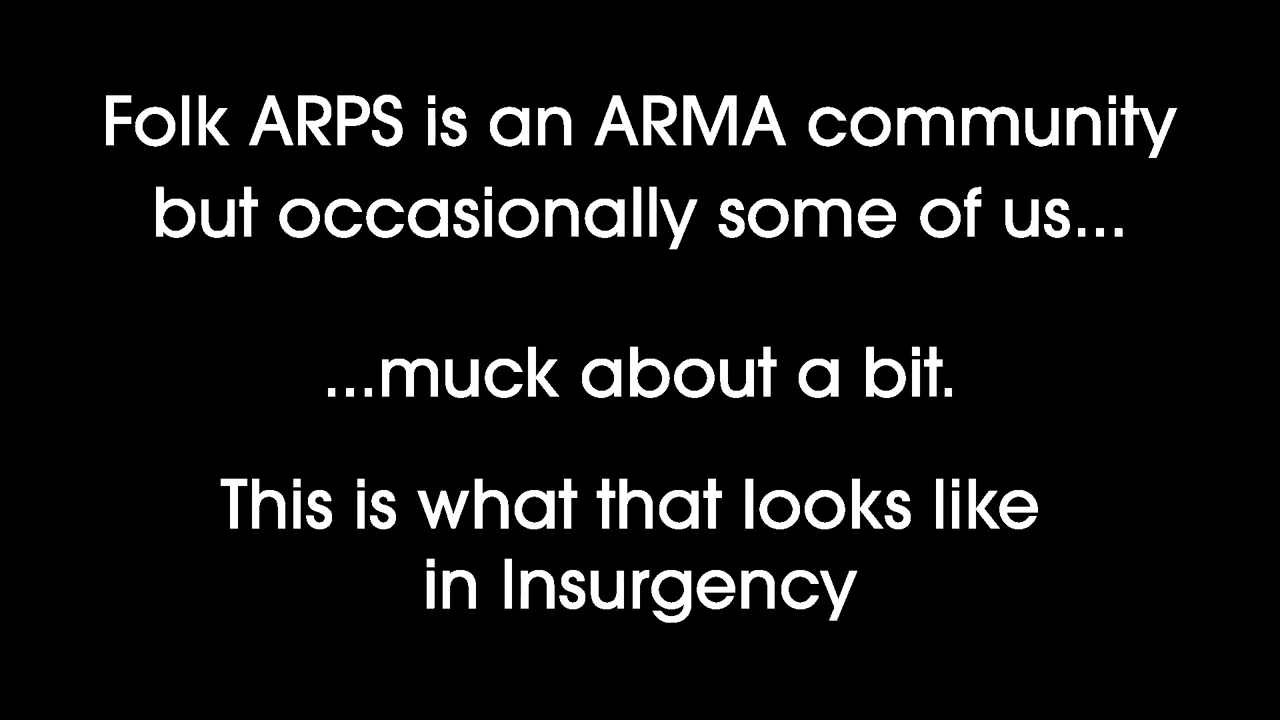 Folk ARPS is an ARMA community
but occasionally some of us...
...muck about a bit.
This is what that looks like
in Insurgency